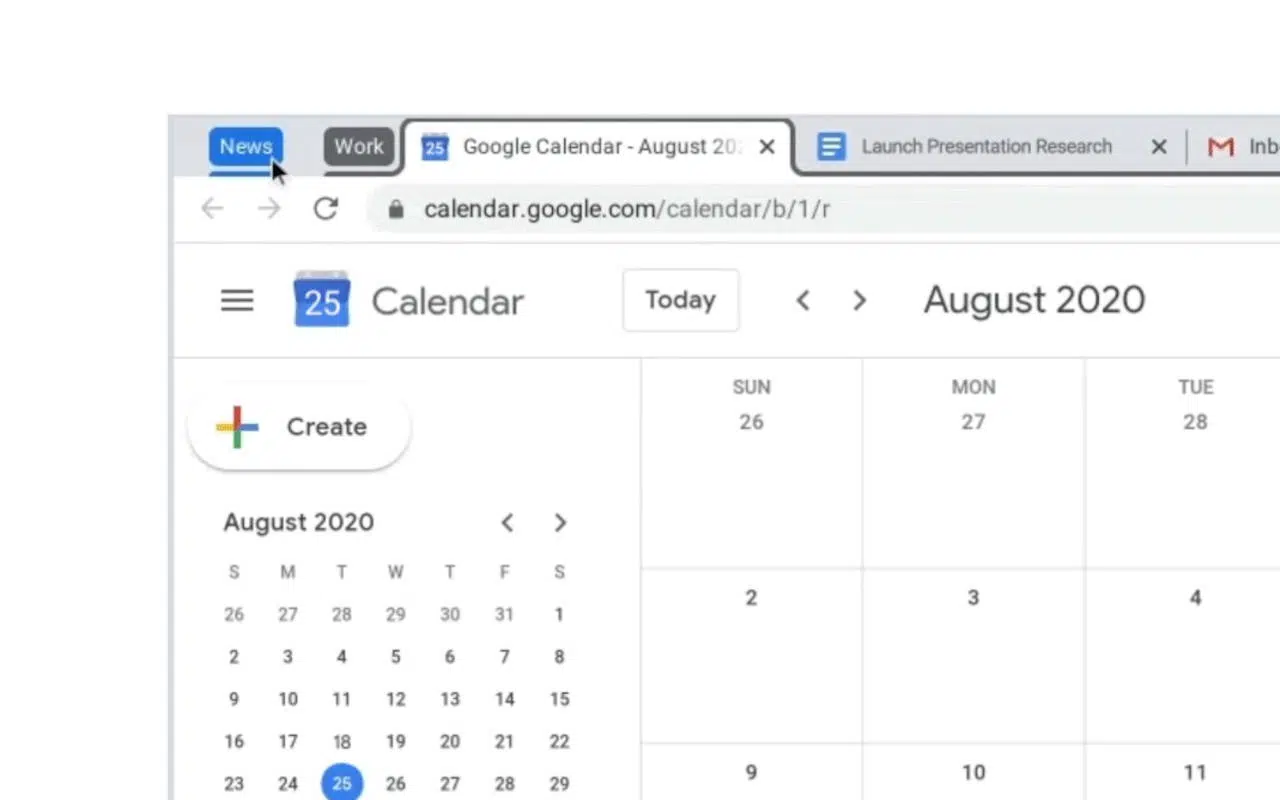 News
Work
25 Google Calendar - August 20
Launch Presentation Research
Inb
calendar.google.com/calendar/b/1/r
25 Calendar
Today
August 2020
Create
SUN MON TUE
26 27 28
August 2020
S M T W T F S
26 27 28 29 30 31 1
2 3 4
2 3 4 5 6 7 8
9 10 11 12 13 14 15
16 17 18 19 20 21 22
9 10 11
23 24 25 26 27 28 29